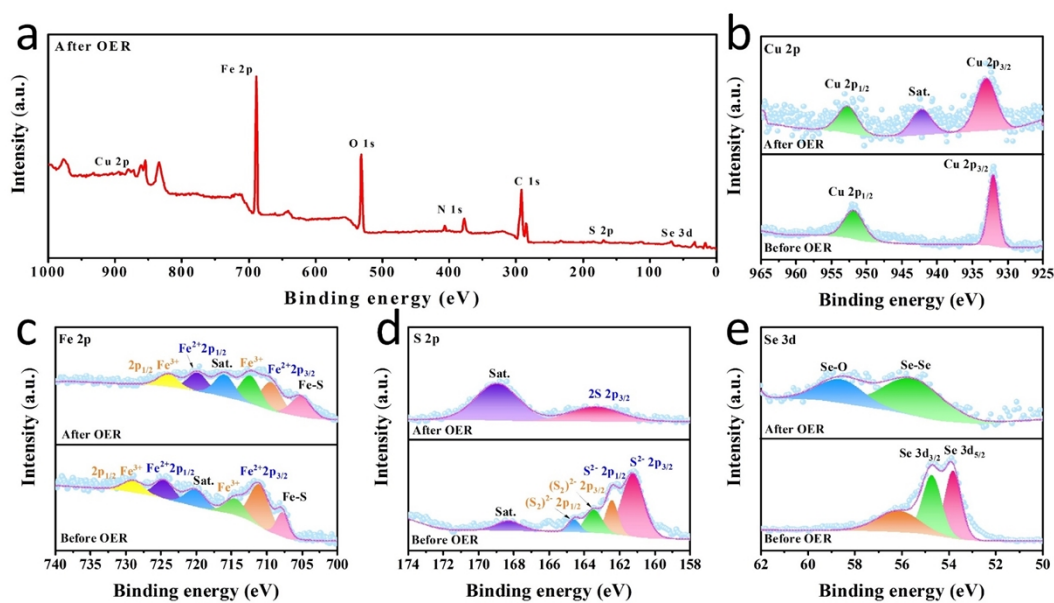 a
After OER
Fe 2p
Cu 2p
O 1s
N 1s
C 1s
S 2p
Se 3d
Intensity (a.u.)
1000 900 800 700 600 500 400 300 200 100 0
Binding energy (eV)
b
Cu 2p
Cu 2p1/2
Sat.
Cu 2p3/2
After OER
Cu 2p1/2
Cu 2p3/2
Before OER
Intensity (a.u.)
965 960 955 950 945 940 935 930 925
Binding energy (eV)
c
Fe 2p
2p1/2 Fe3+
Fe2+2p1/2
Sat.
Fe3+
Fe2+2p3/2
Fe-S
After OER
2p1/2 Fe3+
Fe2+2p1/2
Sat.
Fe3+
Fe2+2p3/2
Fe-S
Before OER
Intensity (a.u.)
740 735 730 725 720 715 710 705 700
Binding energy (eV)
d
S 2p
Sat.
2S 2p3/2
After OER
Sat.
(S2)2- 2p1/2
(S2)2- 2p3/2
S2- 2p1/2
S2- 2p3/2
Before OER
Intensity (a.u.)
174 172 170 168 166 164 162 160 158
Binding energy (eV)
e
Se 3d
Se-O
Se-Se
After OER
Se 3d3/2
Se 3d5/2
Before OER
Intensity (a.u.)
62 60 58 56 54 52 50
Binding energy (eV)